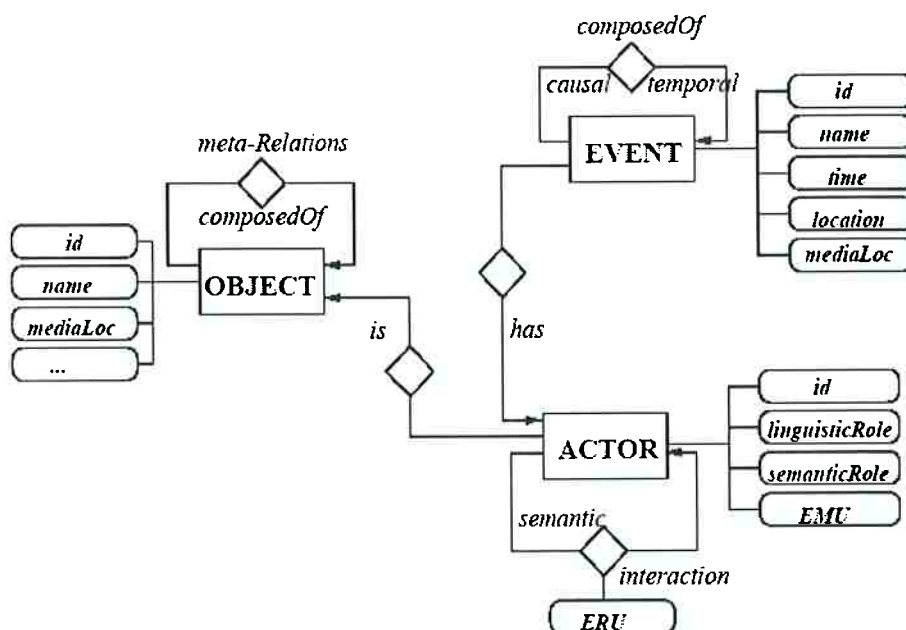 composedOf
causal
temporal
EVENT
id
name
time
location
mediaLoc
meta-Relations
composedOf
OBJECT
id
name
mediaLoc
...
is
has
ACTOR
id
linguisticRole
semanticRole
EMU
semantic
interaction
ERU